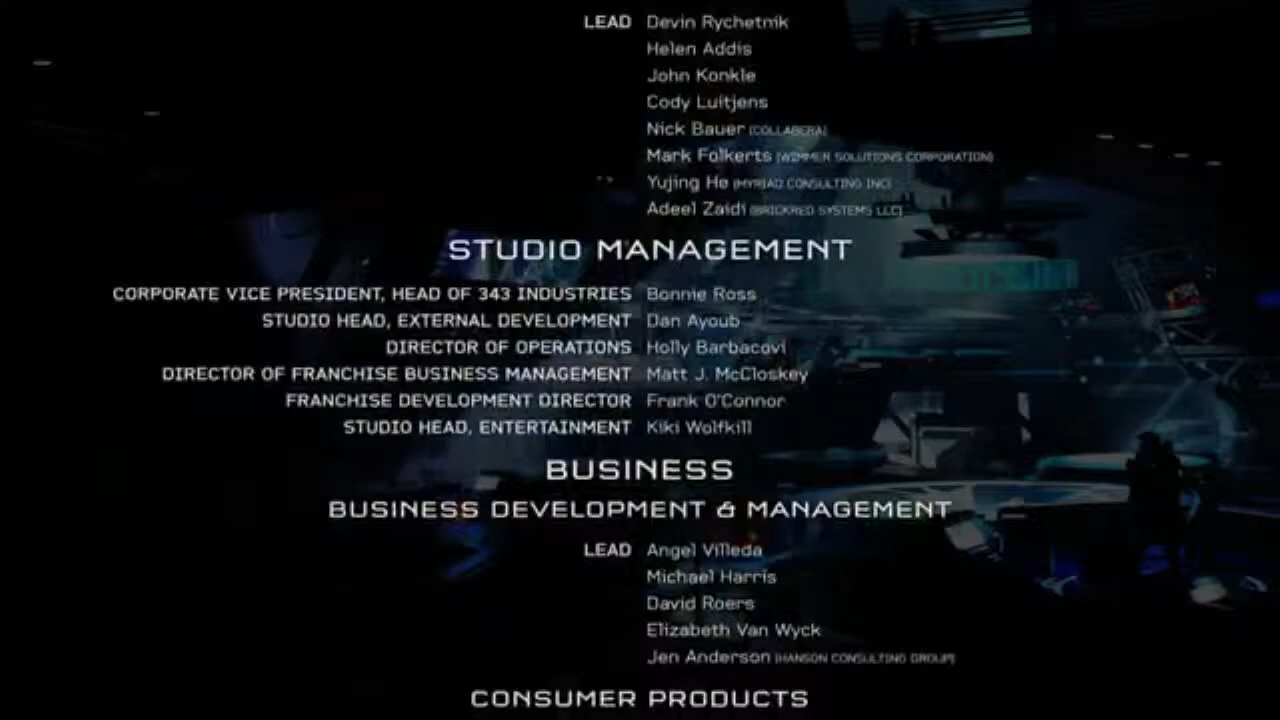 LEAD Devin Rychetnik
Helen Addis
John Konkle
Cody Luitjens
Nick Bauer (COLLABERA)
Mark Folkerts (WIMMER SOLUTIONS CORPORATION)
Yujing He (MYRIAD CONSULTING INC)
Adeel Zaidi (BRICKRED SYSTEMS LLC)
STUDIO MANAGEMENT
CORPORATE VICE PRESIDENT, HEAD OF 343 INDUSTRIES Bonnie Ross
STUDIO HEAD, EXTERNAL DEVELOPMENT Dan Ayoub
DIRECTOR OF OPERATIONS Holly Barbacovi
DIRECTOR OF FRANCHISE BUSINESS MANAGEMENT Matt J. McCloskey
FRANCHISE DEVELOPMENT DIRECTOR Frank O'Connor
STUDIO HEAD, ENTERTAINMENT Kiki Wolfkill
BUSINESS
BUSINESS DEVELOPMENT & MANAGEMENT
LEAD Angel Villeda
Michael Harris
David Roers
Elizabeth Van Wyck
Jen Anderson (HANSON CONSULTING GROUP)
CONSUMER PRODUCTS